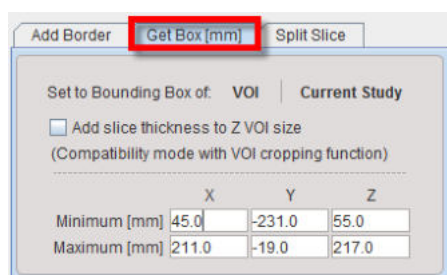 Add Border Get Box [mm] Split Slice
Set to Bounding Box of: VOI Current Study
Add slice thickness to Z VOI size
(Compatibility mode with VOI cropping function)
X Y Z
Minimum [mm] 45.0 -231.0 55.0
Maximum [mm] 211.0 -19.0 217.0